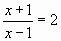 x + 1
x − 1
= 2